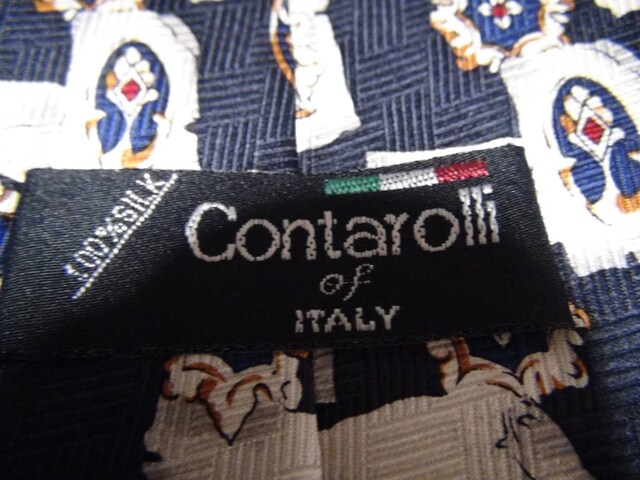 100% SILK
Contarolli
of
ITALY